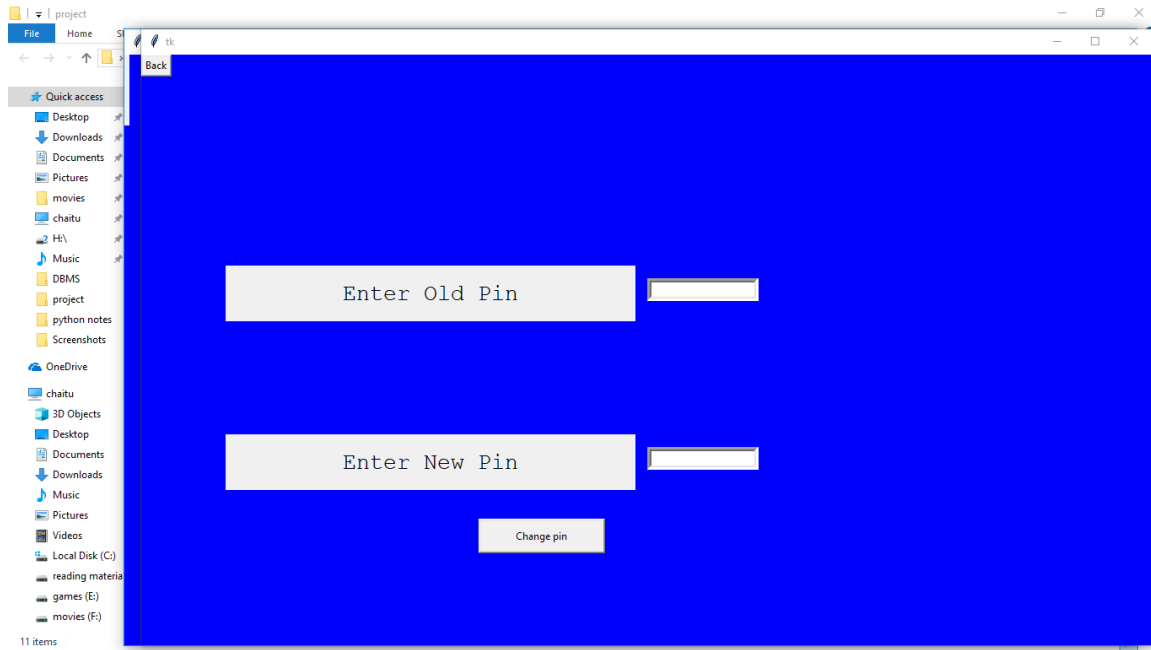 project
File Home
tk
Back
Quick access
Desktop
Downloads
Documents
Pictures
movies
chaitu
H:\
Music
DBMS
project
python notes
Screenshots
OneDrive
chaitu
3D Objects
Desktop
Documents
Downloads
Music
Pictures
Videos
Local Disk (C:)
reading materia
games (E:)
movies (F:)
11 items
Enter Old Pin
Enter New Pin
Change pin